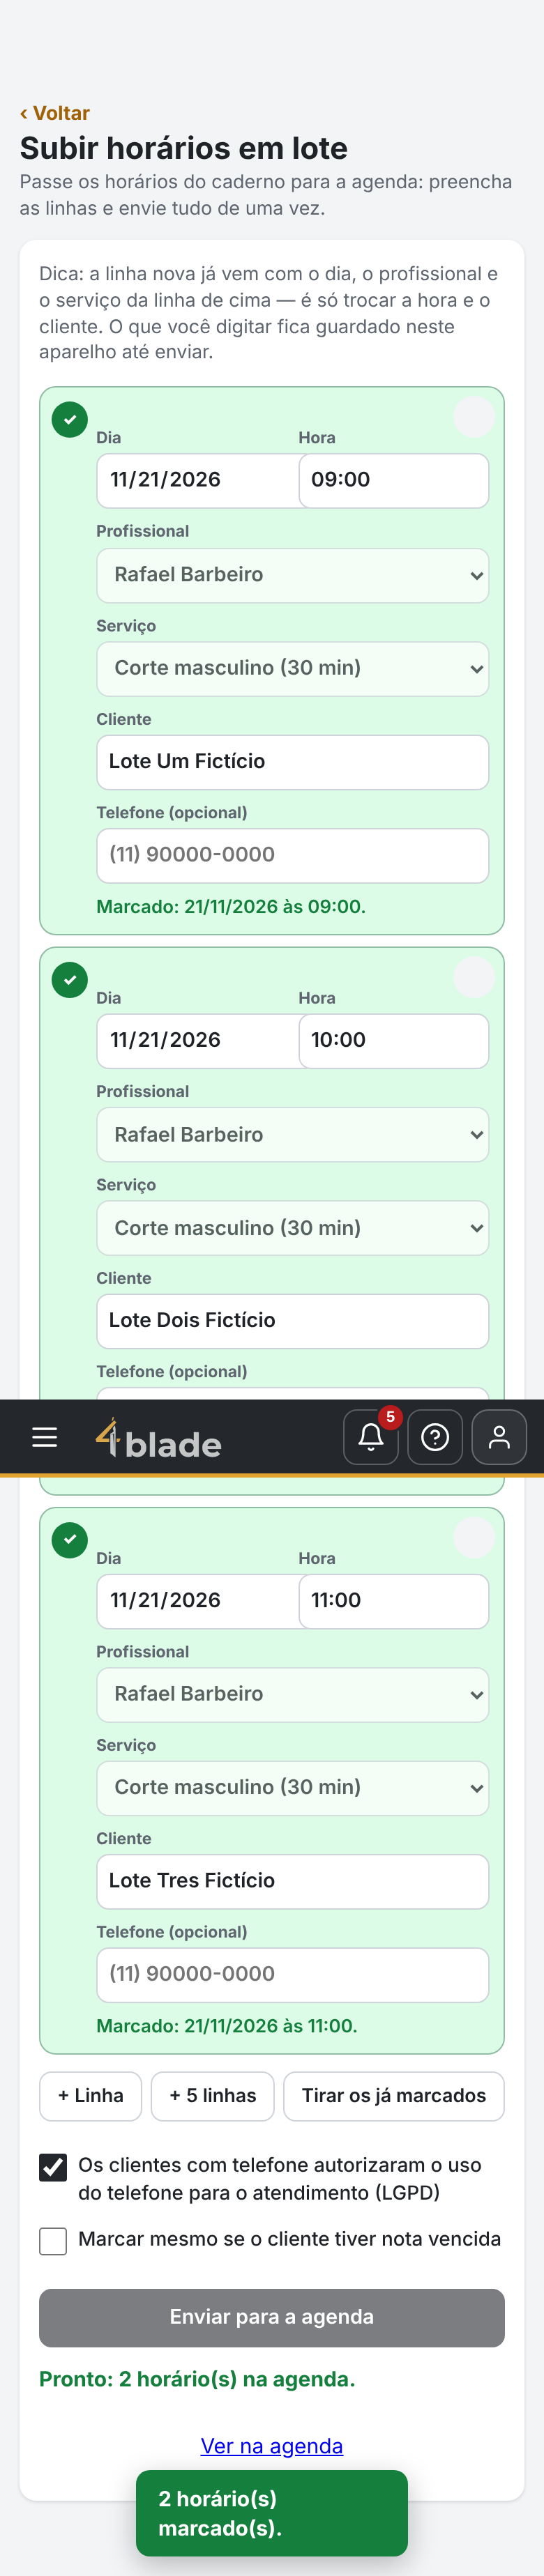 ‹ Voltar
Subir horários em lote
Passe os horários do caderno para a agenda: preencha
as linhas e envie tudo de uma vez.
Dica: a linha nova já vem com o dia, o profissional e
o serviço da linha de cima — é só trocar a hora e o
cliente. O que você digitar fica guardado neste
aparelho até enviar.
Dia Hora
11/21/2026 09:00
Profissional
Rafael Barbeiro
Serviço
Corte masculino (30 min)
Cliente
Lote Um Fictício
Telefone (opcional)
(11) 90000-0000
Marcado: 21/11/2026 às 09:00.
Dia Hora
11/21/2026 10:00
Profissional
Rafael Barbeiro
Serviço
Corte masculino (30 min)
Cliente
Lote Dois Fictício
Telefone (opcional)
4blade 5
Dia Hora
11/21/2026 11:00
Profissional
Rafael Barbeiro
Serviço
Corte masculino (30 min)
Cliente
Lote Tres Fictício
Telefone (opcional)
(11) 90000-0000
Marcado: 21/11/2026 às 11:00.
+ Linha + 5 linhas Tirar os já marcados
Os clientes com telefone autorizaram o uso
do telefone para o atendimento (LGPD)
Marcar mesmo se o cliente tiver nota vencida
Enviar para a agenda
Pronto: 2 horário(s) na agenda.
Ver na agenda
2 horário(s)
marcado(s).